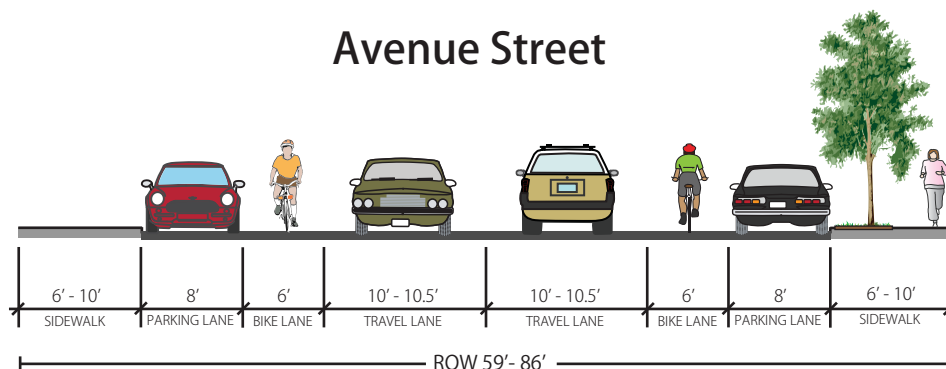 Avenue Street
6’ - 10’ 8’ 6’ 10’ - 10.5’ 10’ - 10.5’ 6’ 8’ 6’ - 10’
SIDEWALK PARKING LANE BIKE LANE TRAVEL LANE TRAVEL LANE BIKE LANE PARKING LANE SIDEWALK
ROW 59’- 86’